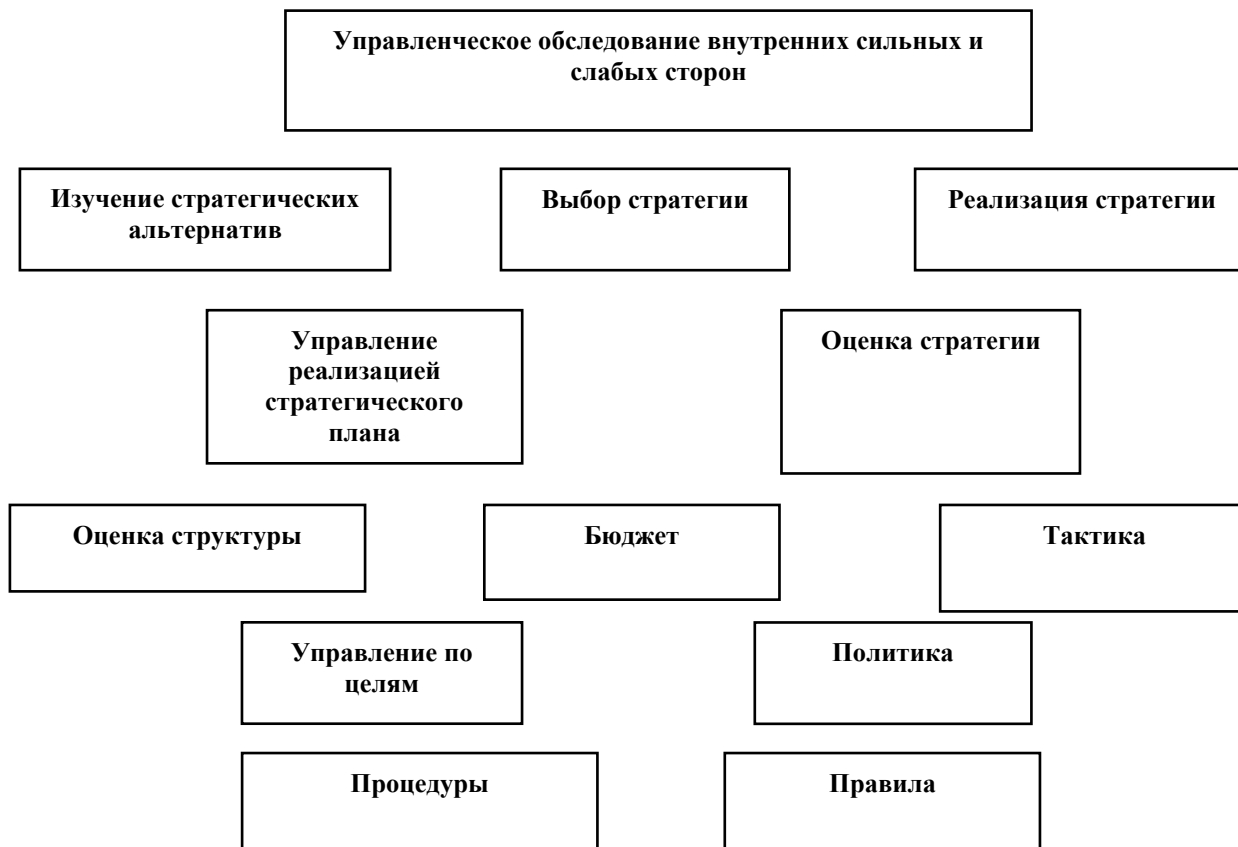 Управленческое обследование внутренних сильных и
слабых сторон
Изучение стратегических
альтернатив
Выбор стратегии
Реализация стратегии
Управление
реализацией
стратегического
плана
Оценка стратегии
Оценка структуры
Бюджет
Тактика
Управление по
целям
Политика
Процедуры
Правила